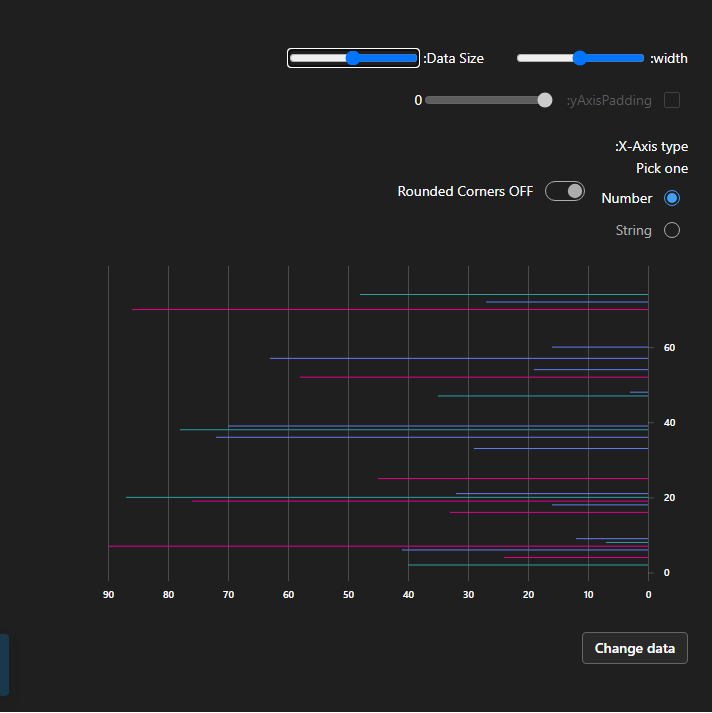 :Data Size
:width
0
:yAxisPadding
:X-Axis type
Pick one
Rounded Corners OFF
Number
String
60
40
20
0
90 80 70 60 50 40 30 20 10 0
Change data